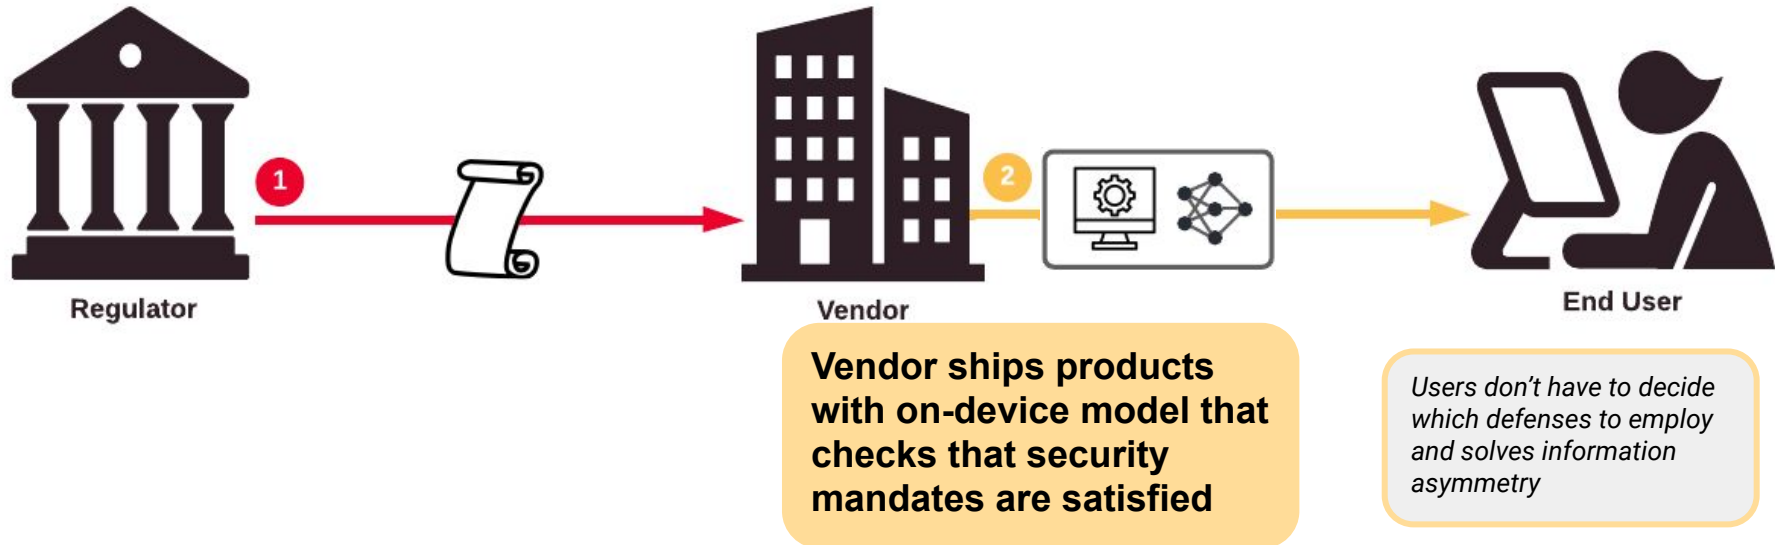 1
2
Regulator
Vendor
End User
Vendor ships products
with on-device model that
checks that security
mandates are satisfied
Users don’t have to decide
which defenses to employ
and solves information
asymmetry